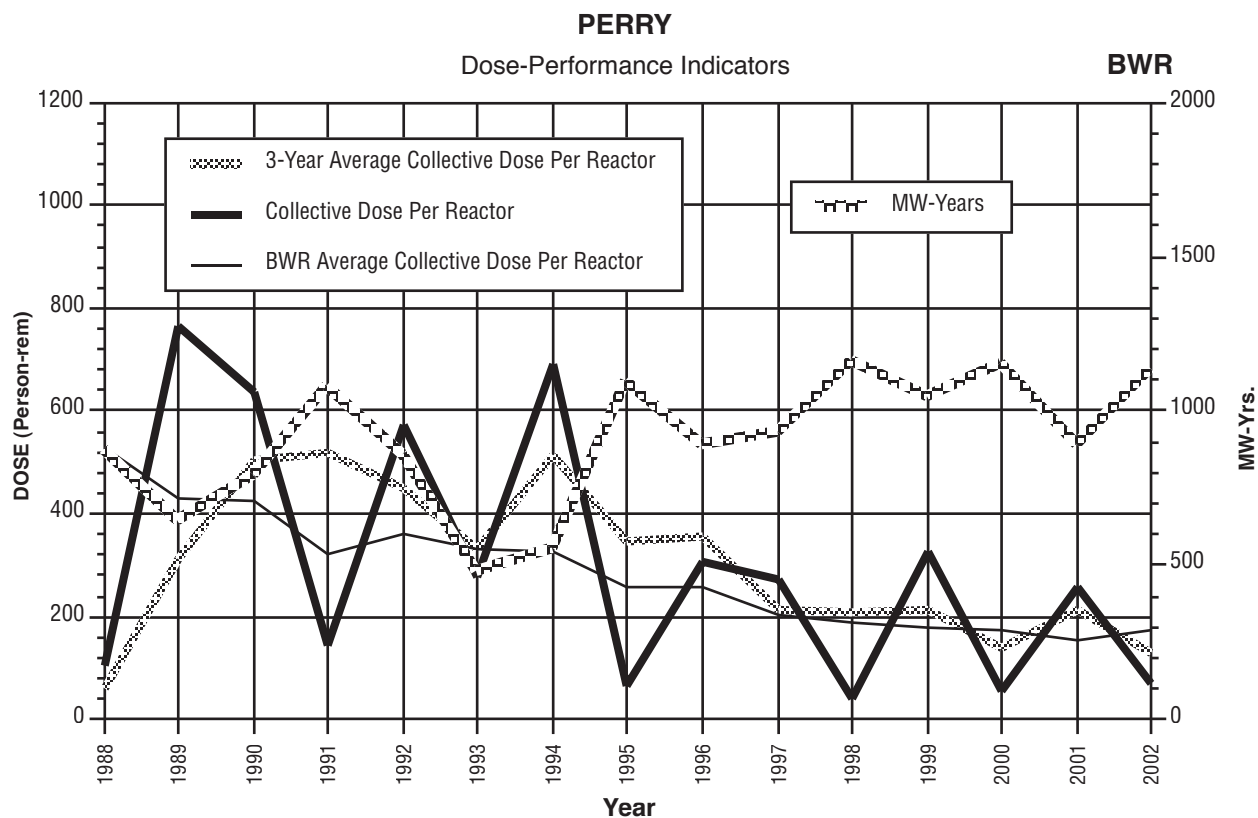 PERRY
Dose-Performance Indicators
BWR
1200
1000
800
600
400
200
0
DOSE (Person-rem)
3-Year Average Collective Dose Per Reactor
Collective Dose Per Reactor
BWR Average Collective Dose Per Reactor
MW-Years
2000
1500
1000
500
0
MW-Yrs.
1988
1989
1990
1991
1992
1993
1994
1995
1996
1997
1998
1999
2000
2001
2002
Year